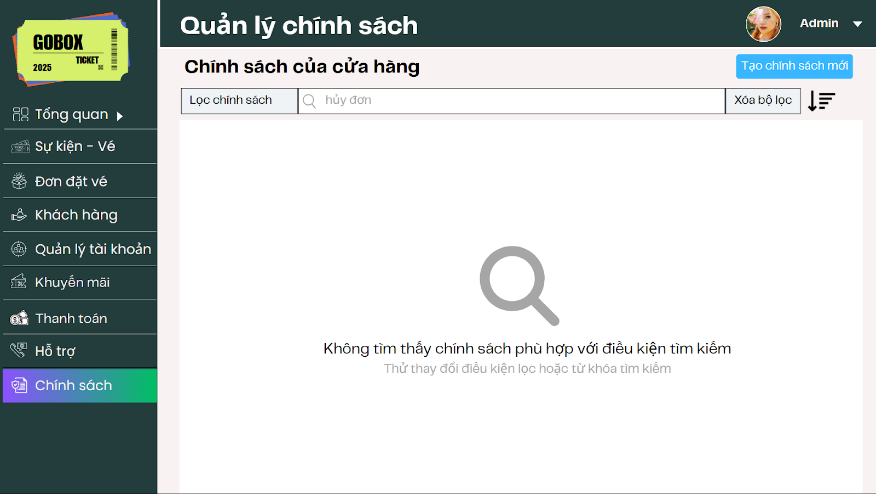 GOBOX
TICKET
2025
Quản lý chính sách
Admin
Tổng quan
Sự kiện - Vé
Đơn đặt vé
Khách hàng
Quản lý tài khoản
Khuyến mãi
Thanh toán
Hỗ trợ
Chính sách
Chính sách của cửa hàng
Tạo chính sách mới
Lọc chính sách
hủy đơn
Xóa bộ lọc
Không tìm thấy chính sách phù hợp với điều kiện tìm kiếm
Thử thay đổi điều kiện lọc hoặc từ khóa tìm kiếm